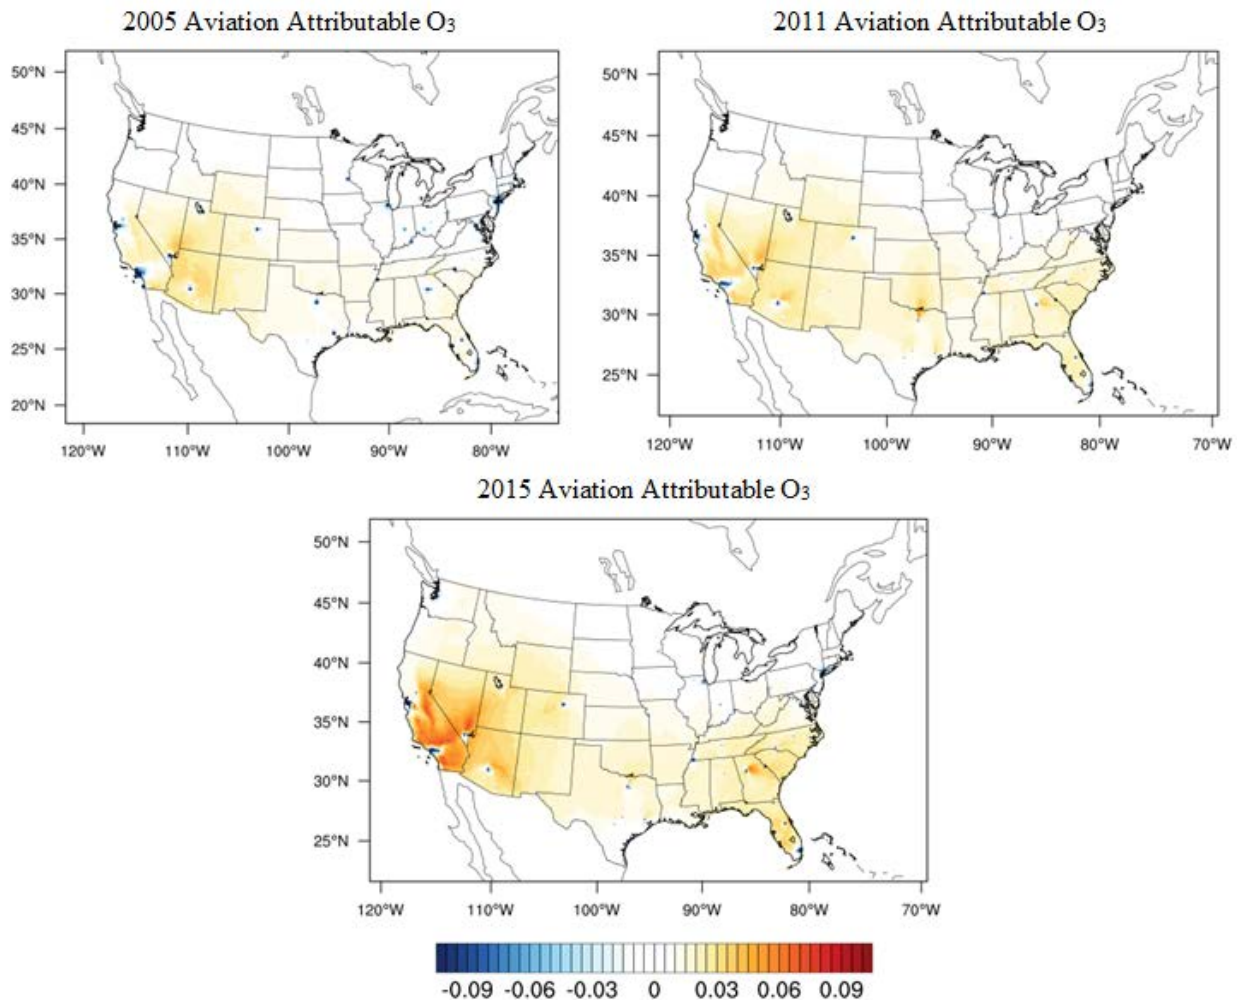 2005 Aviation Attributable O3
2011 Aviation Attributable O3
50°N
45°N
40°N
35°N
30°N
25°N
20°N
120°W 110°W 100°W 90°W 80°W
50°N
45°N
40°N
35°N
30°N
25°N
120°W 110°W 100°W 90°W 80°W 70°W
2015 Aviation Attributable O3
50°N
45°N
40°N
35°N
30°N
25°N
120°W 110°W 100°W 90°W 80°W 70°W
-0.09 -0.06 -0.03 0 0.03 0.06 0.09